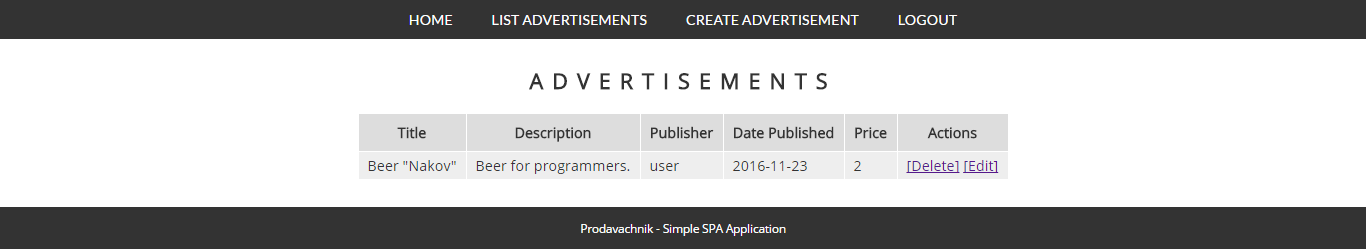 HOME LIST ADVERTISEMENTS CREATE ADVERTISEMENT LOGOUT
ADVERTISEMENTS
Title Description Publisher Date Published Price Actions
Beer "Nakov" Beer for programmers. user 2016-11-23 2 [Delete] [Edit]
Prodavachnik - Simple SPA Application